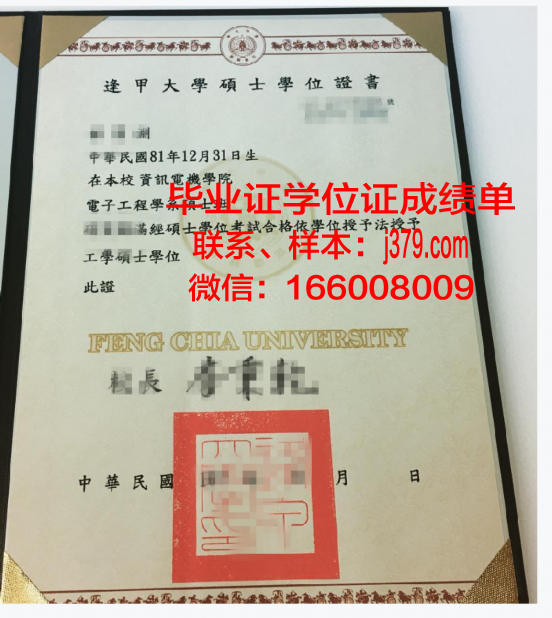 逢甲大學碩士學位證書
號
中華民國81年12月31日生
在本校資訊電機學院
電子工程學系碩士班
毕业证学位证成绩单
經碩士學位考試合格依學位授予法授予
联系、样本：j379.com
工學碩士學位
此證
微信：166008009
FENG CHIA UNIVERSITY
校長
中華民國 月 日